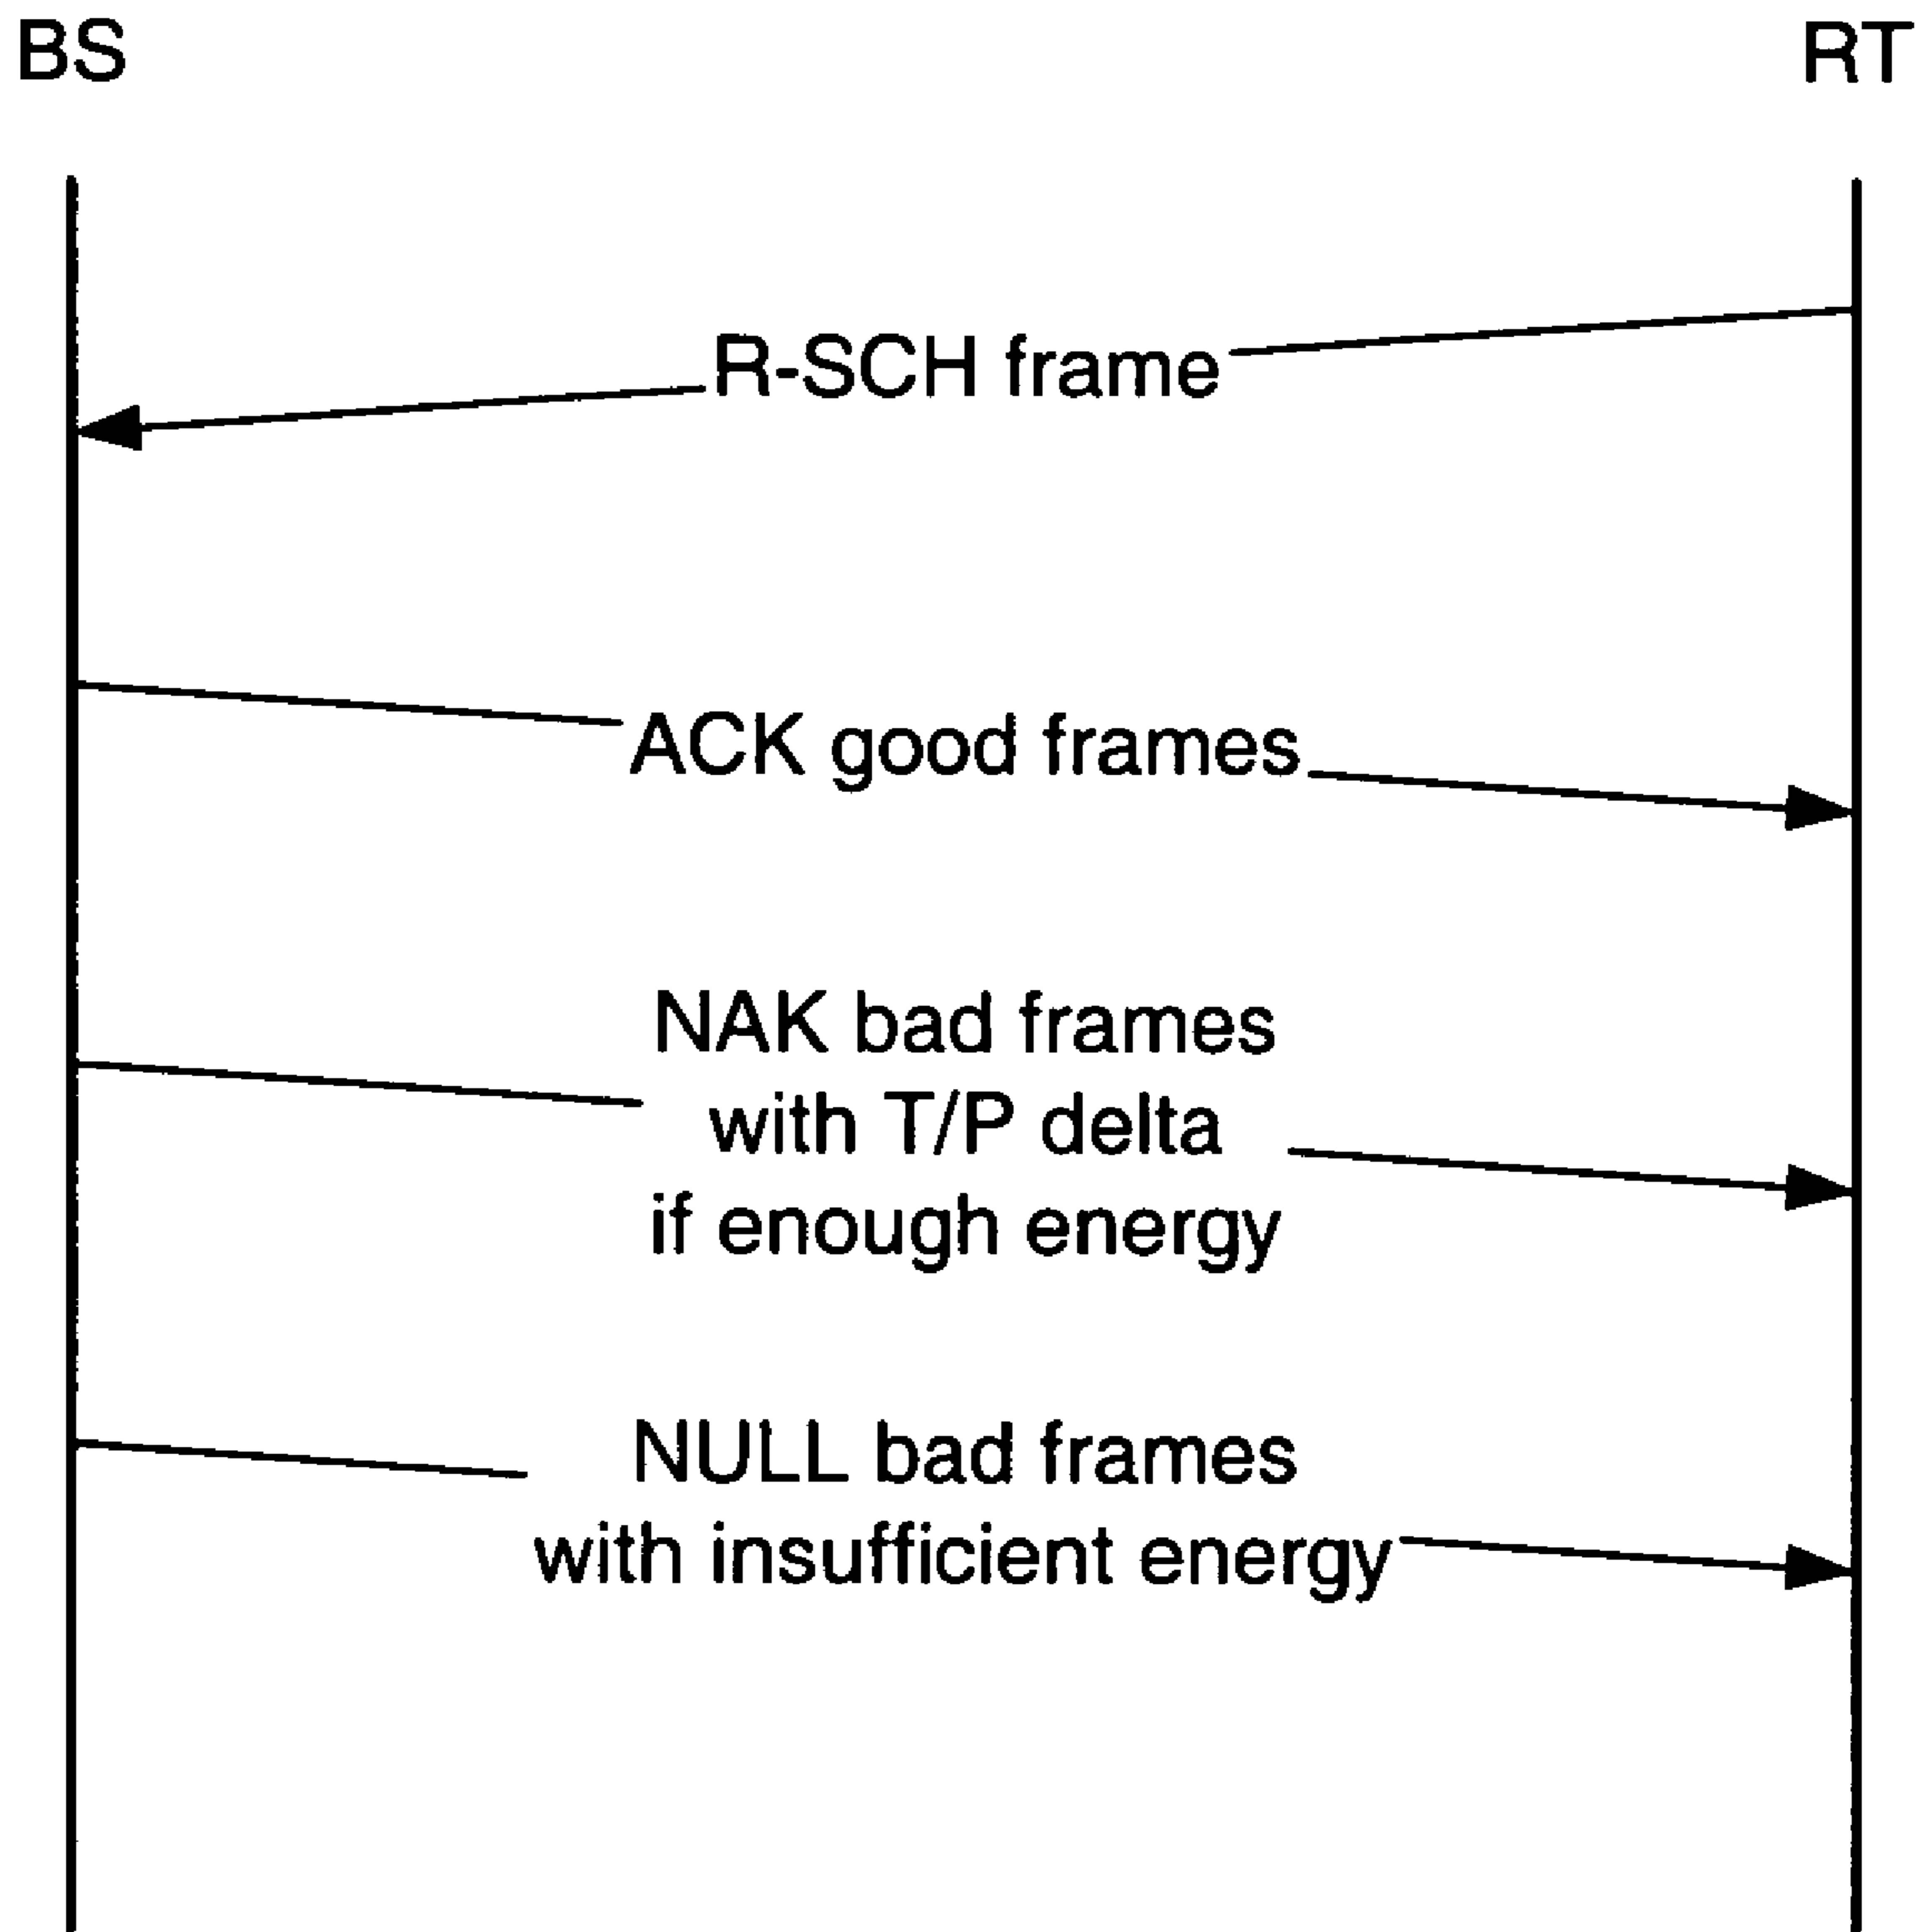 BS
RT
R-SCH frame
ACK good frames
NAK bad frames
with T/P delta
if enough energy
NULL bad frames
with insufficient energy